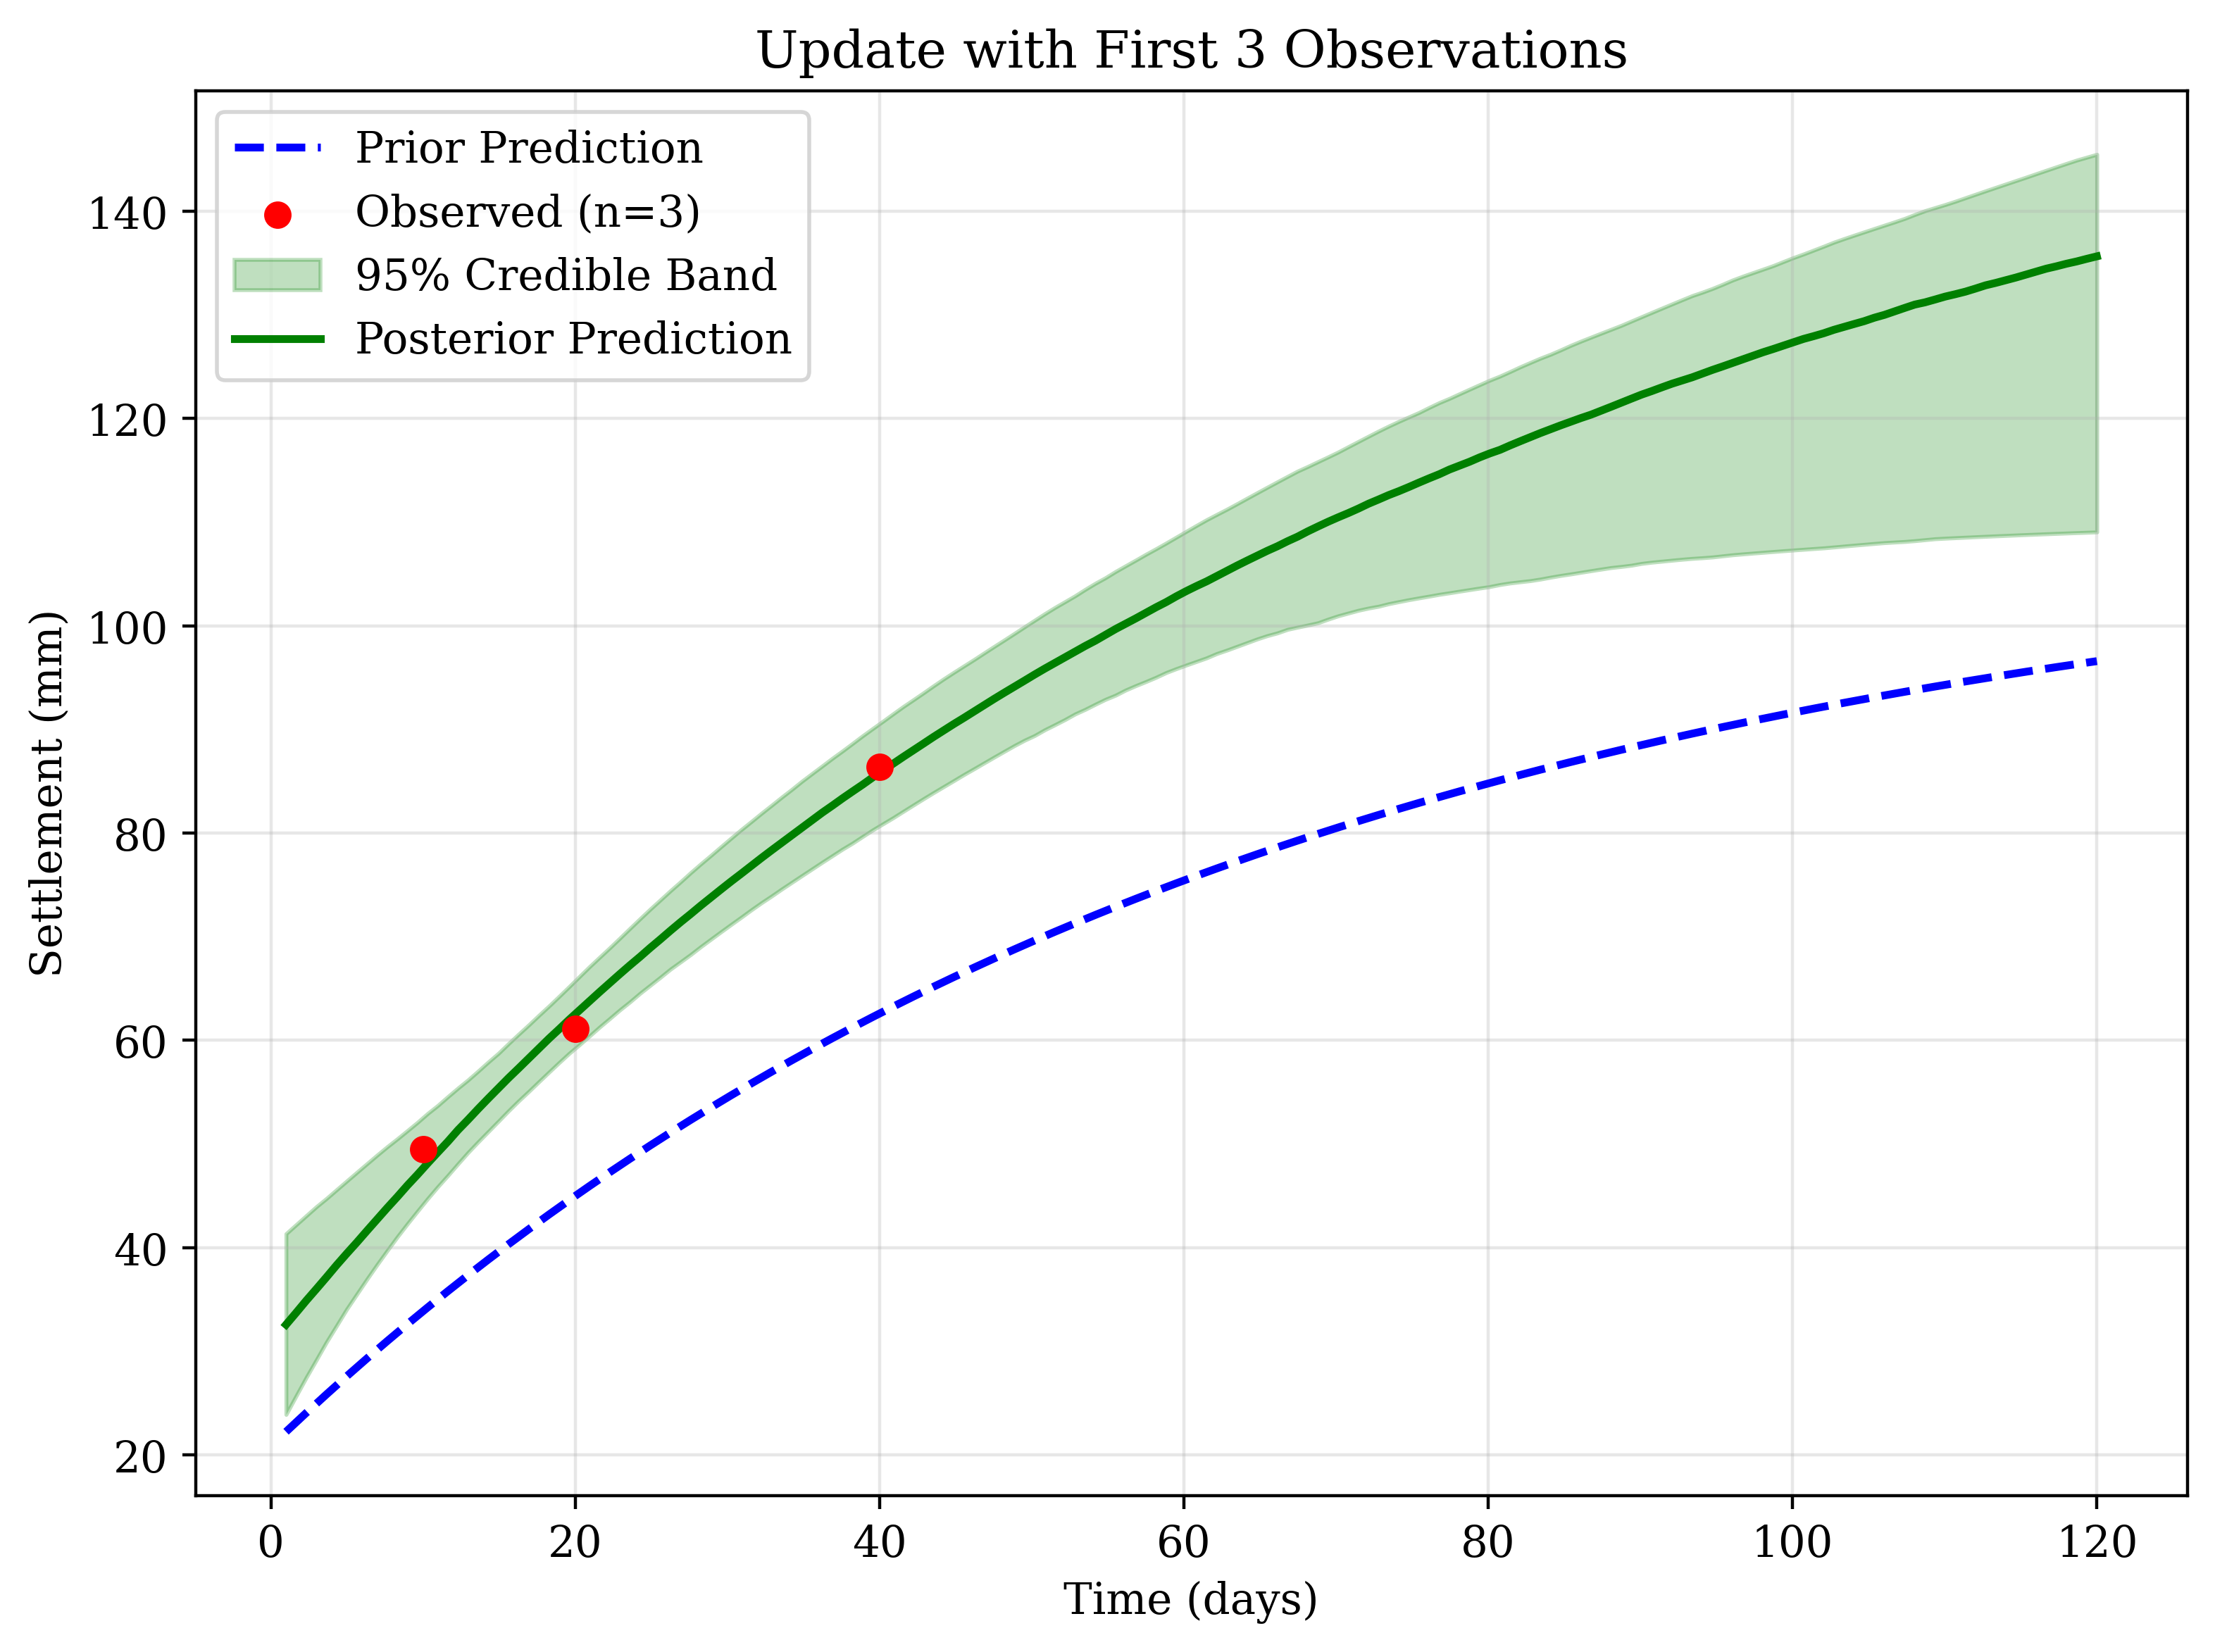 Update with First 3 Observations
Prior Prediction
Observed (n=3)
95% Credible Band
Posterior Prediction
Settlement (mm)
140
120
100
80
60
40
20
0 20 40 60 80 100 120
Time (days)